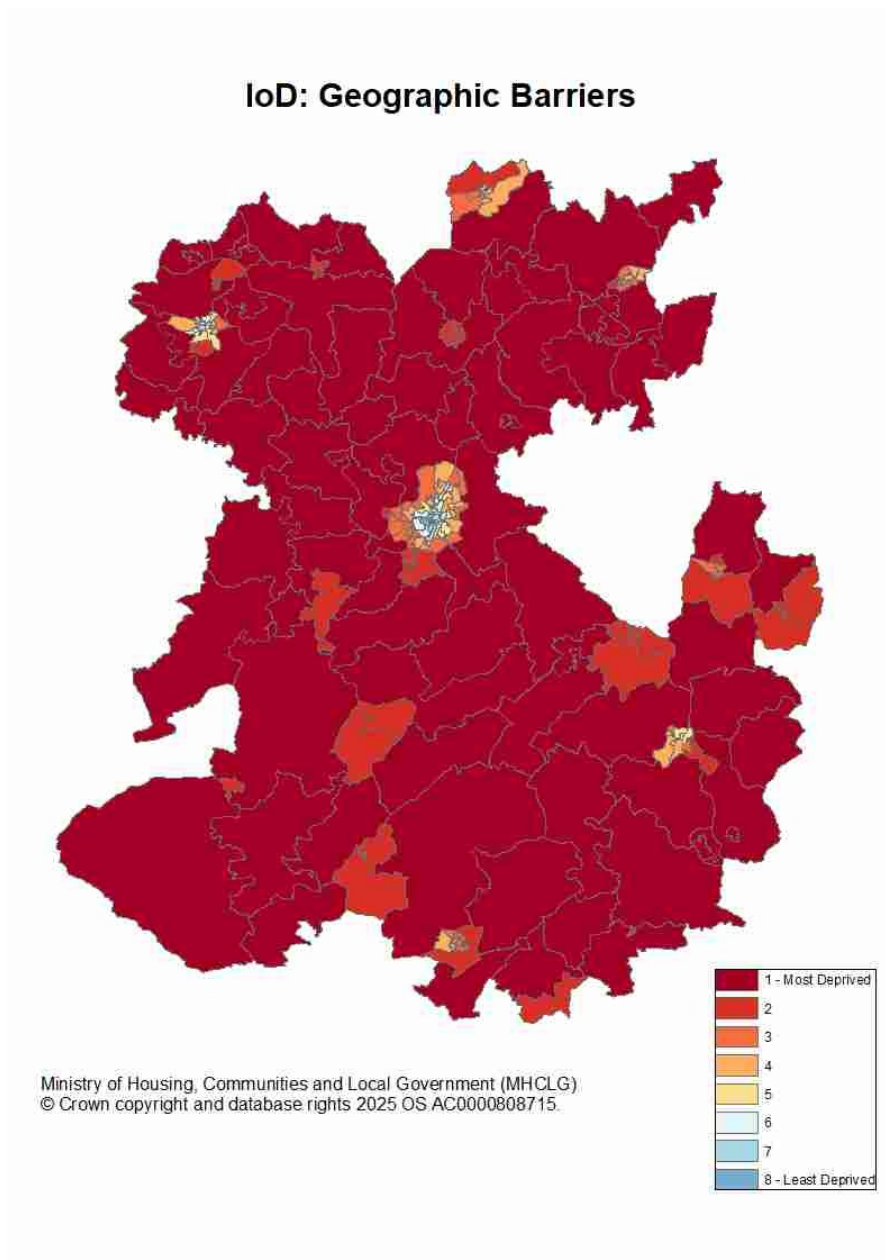 IoD: Geographic Barriers
1 - Most Deprived
2
3
4
5
6
7
8 - Least Deprived
Ministry of Housing, Communities and Local Government (MHCLG)
© Crown copyright and database rights 2025 OS AC0000808715.